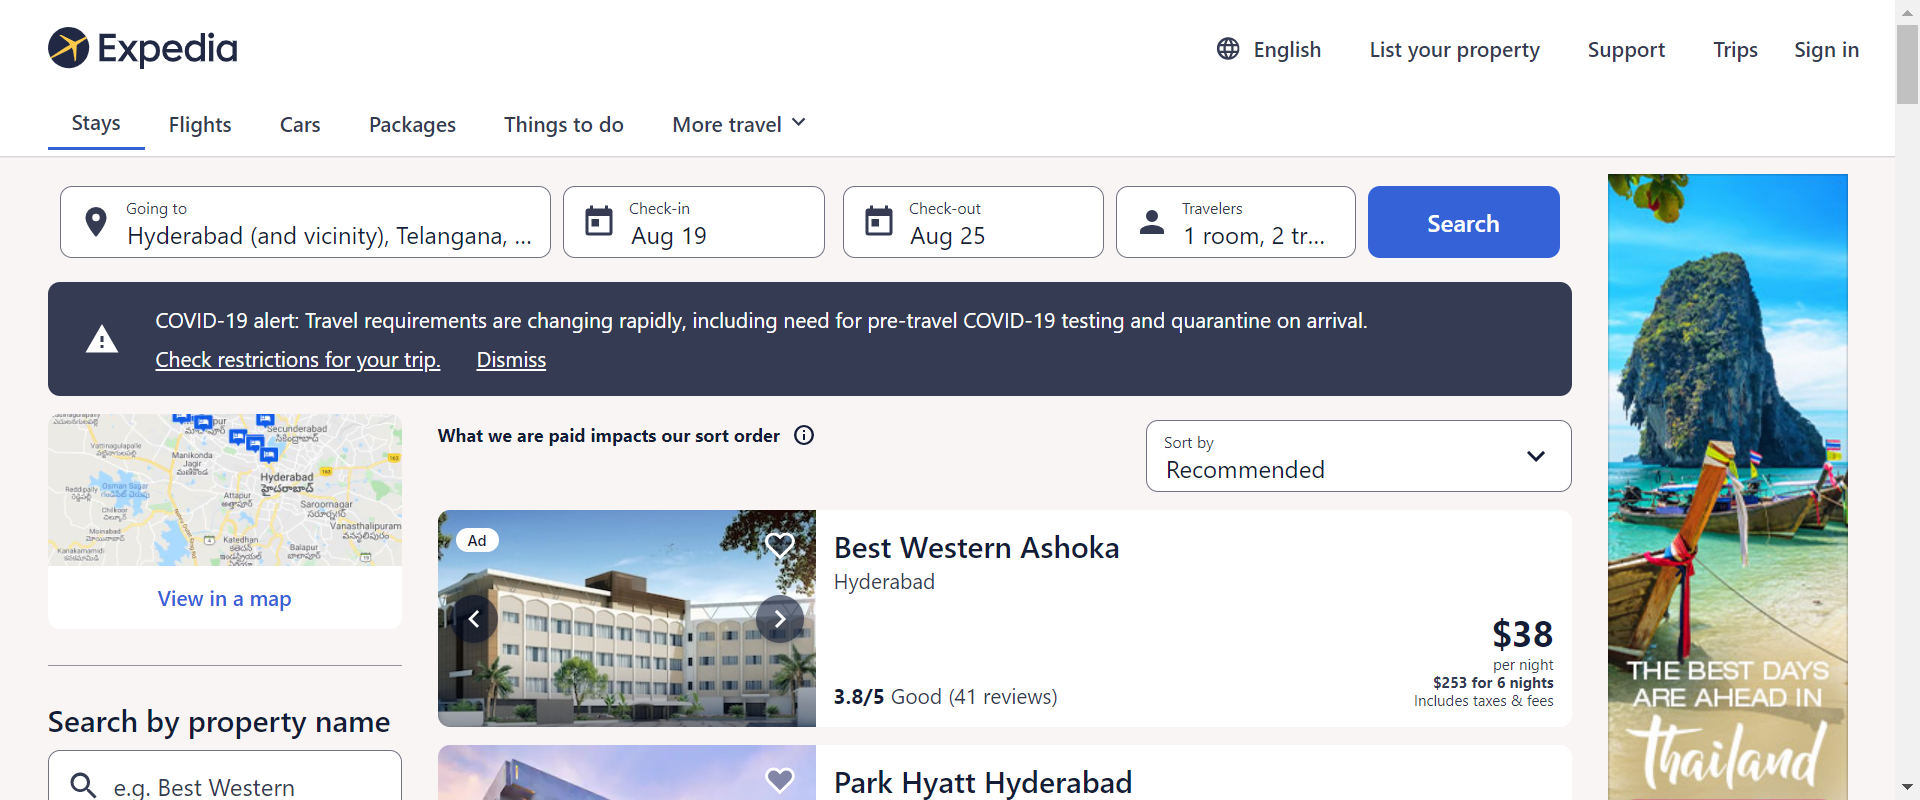 Expedia
English
List your property
Support
Trips
Sign in
Stays
Flights
Cars
Packages
Things to do
More travel
Going to
Hyderabad (and vicinity), Telangana, ...
Check-in
Aug 19
Check-out
Aug 25
Travelers
1 room, 2 tr...
Search
COVID-19 alert: Travel requirements are changing rapidly, including need for pre-travel COVID-19 testing and quarantine on arrival.
Check restrictions for your trip.
Dismiss
Secunderabad
Manikonda
Jagir
Hyderabad
హైదరాబాద్
Osman Sagar
Attapur
Saroornagar
Vanasthalipuram
Katedhan
Balapur
Kanakamamidi
View in a map
Search by property name
e.g. Best Western
What we are paid impacts our sort order
Sort by
Recommended
Ad
Best Western Ashoka
Hyderabad
3.8/5 Good (41 reviews)
$38
per night
$253 for 6 nights
Includes taxes & fees
Park Hyatt Hyderabad
THE BEST DAYS
ARE AHEAD IN
Thailand